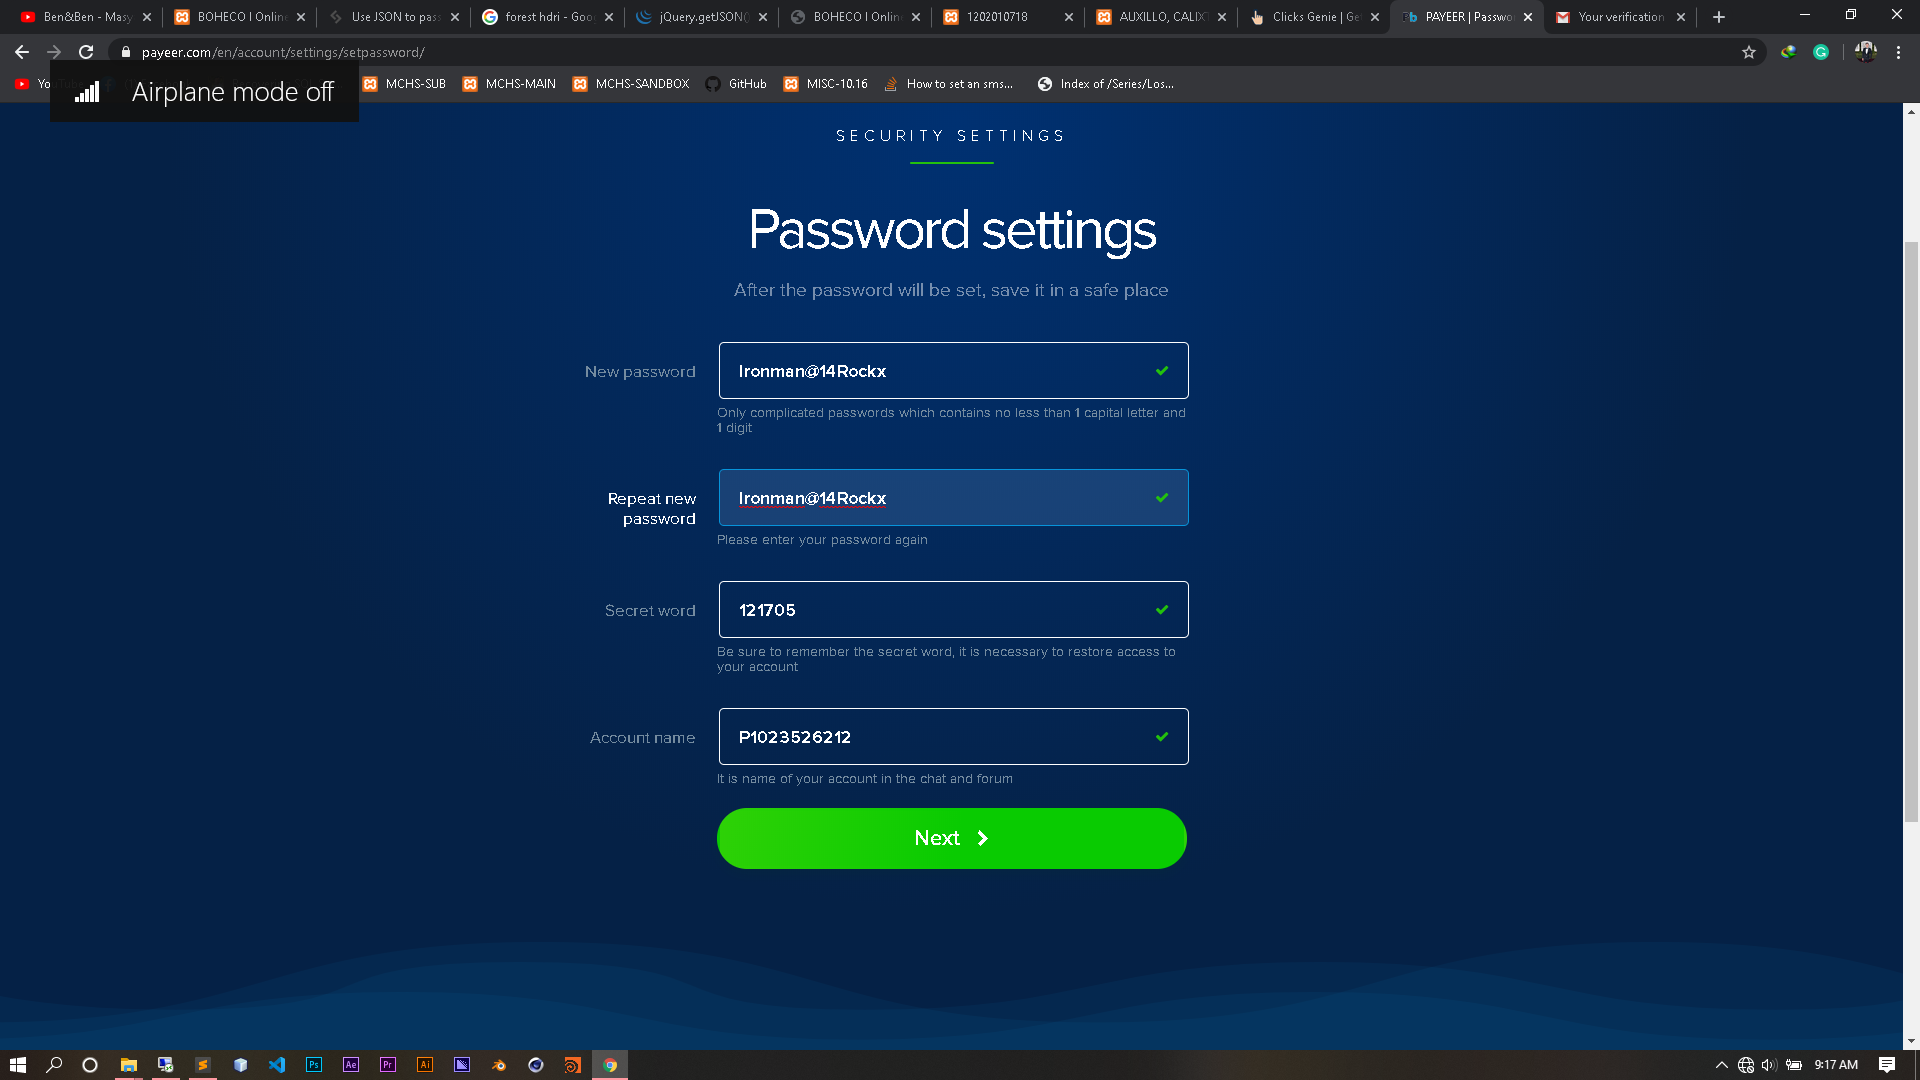 Ben&Ben - Masy
BOHECO I Online
Use JSON to pass
forest hdri - Goo
jQuery.getJSON()
BOHECO I Online
1202010718
AUXILLO, CALIXT
Clicks Genie | Ge
PAYEER | Passwo
Your verification
payeer.com/en/account/settings/setpassword/
MCHS-SUB
MCHS-MAIN
MCHS-SANDBOX
GitHub
MISC-10.16
How to set an sms...
Index of /Series/Los...
Airplane mode off
SECURITY SETTINGS
Password settings
After the password will be set, save it in a safe place
New password
Ironman@14Rockx
Only complicated passwords which contains no less than 1 capital letter and
1 digit
Repeat new
password
Ironman@14Rockx
Please enter your password again
Secret word
121705
Be sure to remember the secret word, it is necessary to restore access to
your account
Account name
P1023526212
It is name of your account in the chat and forum
Next
9:17 AM